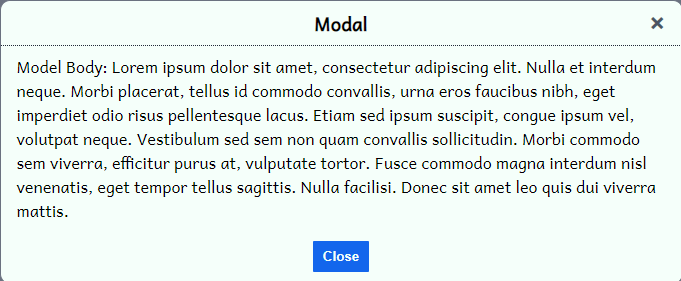 Modal
Model Body: Lorem ipsum dolor sit amet, consectetur adipiscing elit. Nulla et interdum
neque. Morbi placerat, tellus id commodo convallis, urna eros faucibus nibh, eget
imperdiet odio risus pellentesque lacus. Etiam sed ipsum suscipit, congue ipsum vel,
volutpat neque. Vestibulum sed sem non quam convallis sollicitudin. Morbi commodo
sem viverra, efficitur purus at, vulputate tortor. Fusce commodo magna interdum nisl
venenatis, eget tempor tellus sagittis. Nulla facilisi. Donec sit amet leo quis dui viverra
mattis.
Close